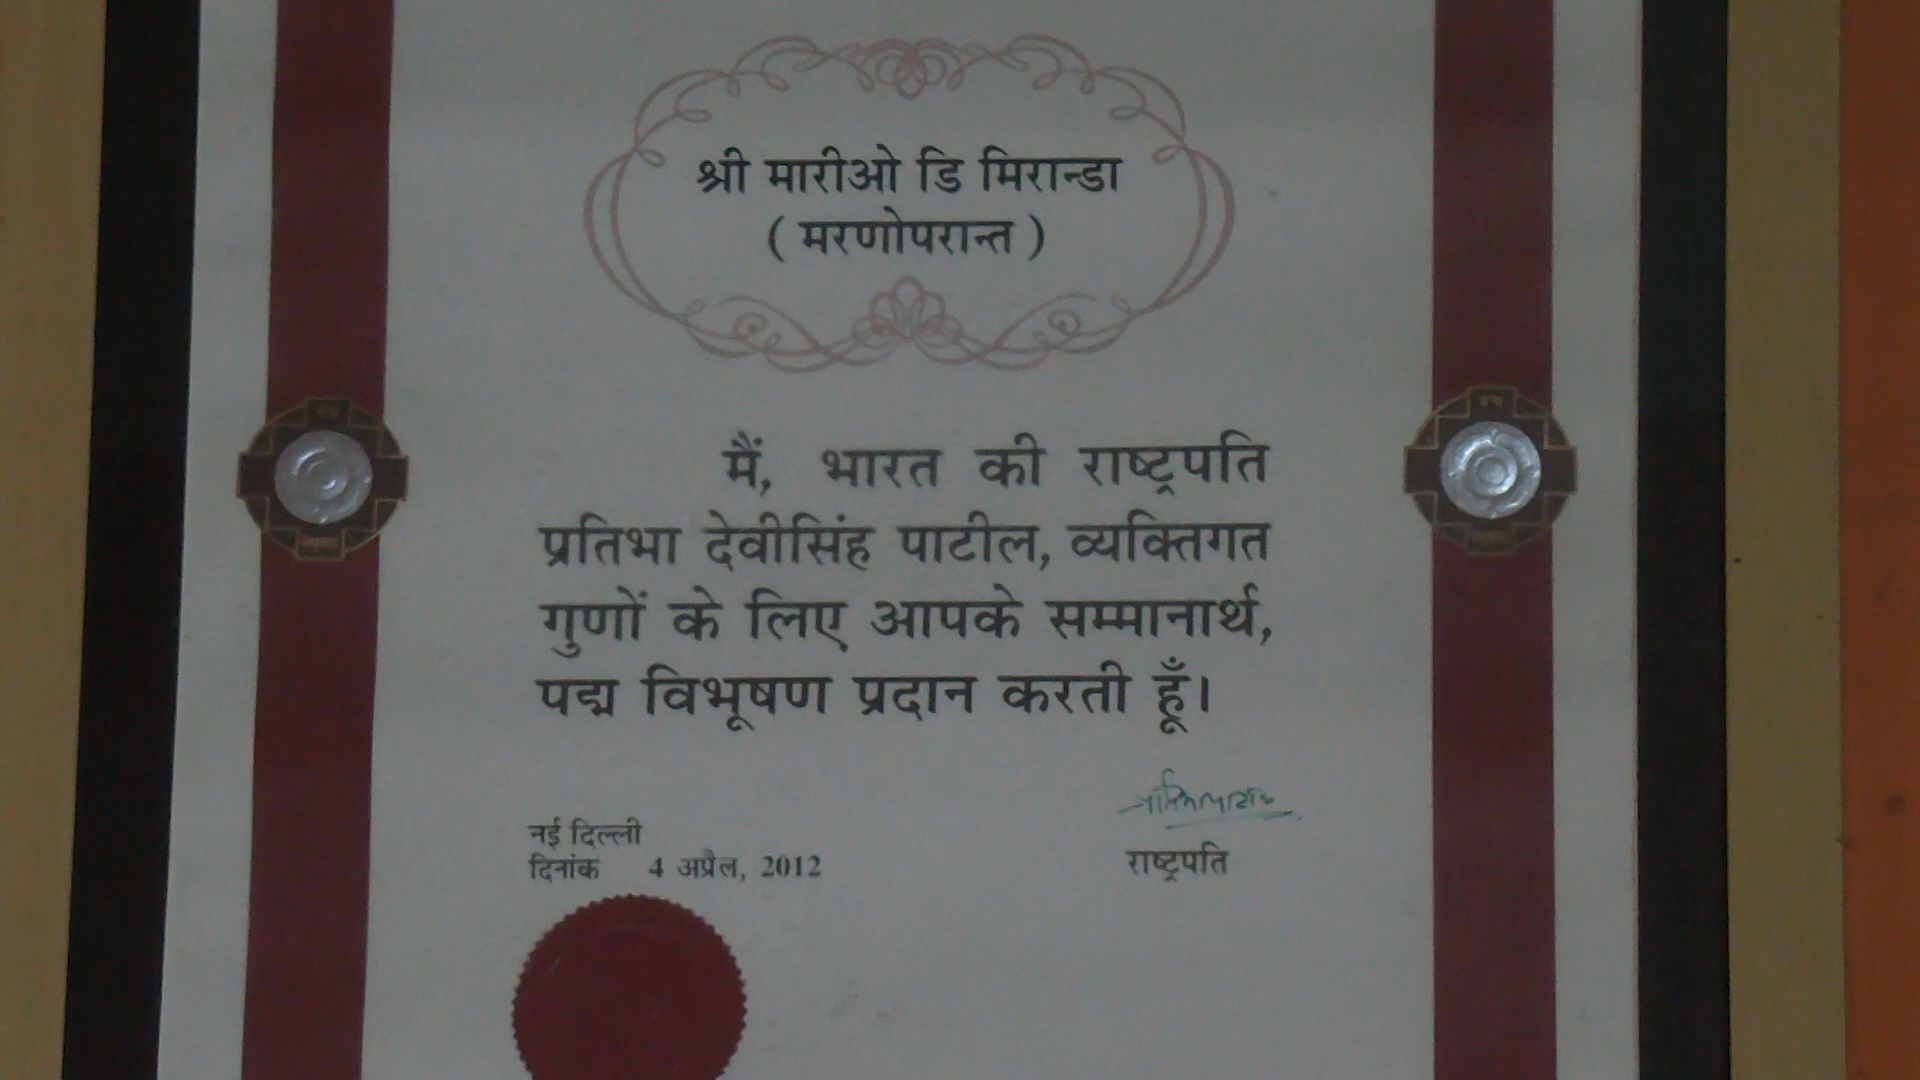 श्री मारीओ डि मिरान्डा
( मरणोपरान्त )
मैं, भारत की राष्ट्रपति
प्रतिभा देवीसिंह पाटील, व्यक्तिगत
गुणों के लिए आपके सम्मानार्थ,
पद्म विभूषण प्रदान करती हूँ।
नई दिल्ली
दिनांक 4 अप्रैल, 2012
राष्ट्रपति